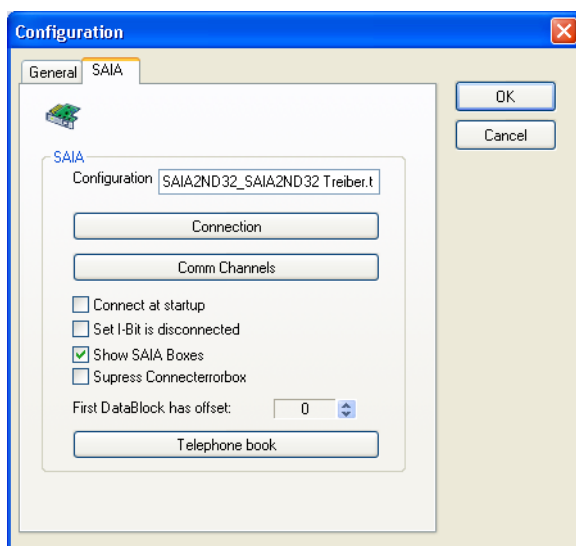 Configuration
General SAIA
OK
Cancel
SAIA
Configuration SAIA2ND32_SAIA2ND32 Treiber.t
Connection
Comm Channels
Connect at startup
Set I-Bit is disconnected
Show SAIA Boxes
Supress Connecterrorbox
First DataBlock has offset: 0
Telephone book